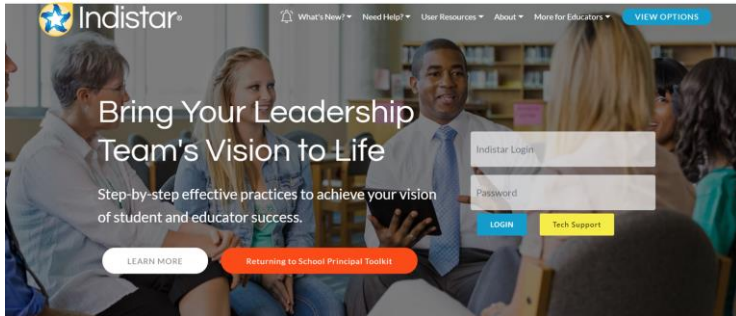 Indistar®
What's New?
Need Help?
User Resources
About
More for Educators
VIEW OPTIONS
Bring Your Leadership
Team's Vision to Life
Step-by-step effective practices to achieve your vision
of student and educator success.
LEARN MORE
Returning to School Principal Toolkit
Indistar Login
Password
LOGIN
Tech Support